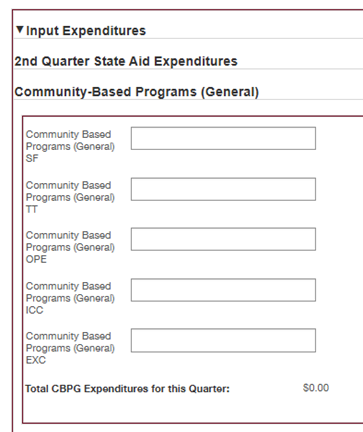 ▼Input Expenditures
2nd Quarter State Aid Expenditures
Community-Based Programs (General)
Community Based
Programs (General)
SF
Community Based
Programs (General)
TT
Community Based
Programs (General)
OPE
Community Based
Programs (General)
ICC
Community Based
Programs (General)
EXC
Total CBPG Expenditures for this Quarter: $0.00